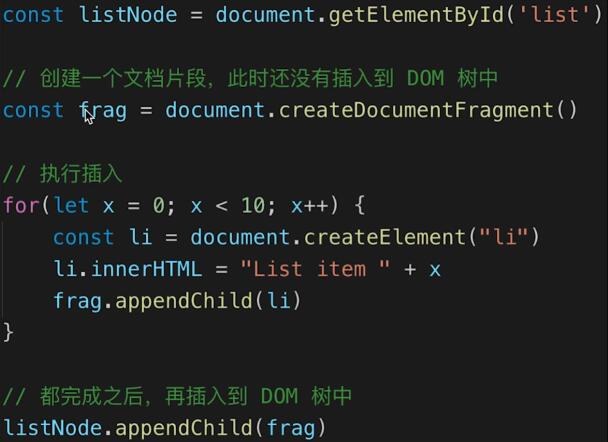 const listNode = document.getElementById('list')
// 创建一个文档片段，此时还没有插入到 DOM 树中
const frag = document.createDocumentFragment()
// 执行插入
for(let x = 0; x < 10; x++) {
    const li = document.createElement("li")
    li.innerHTML = "List item " + x
    frag.appendChild(li)
}
// 都完成之后，再插入到 DOM 树中
listNode.appendChild(frag)